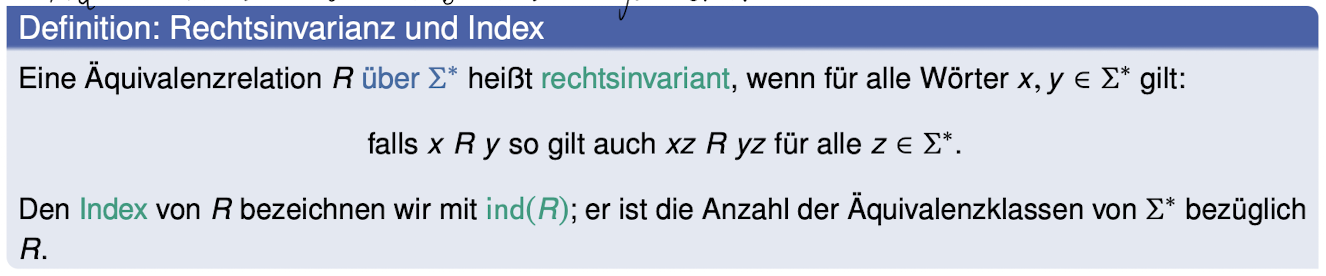 Definition: Rechtsinvarianz und Index
Eine Äquivalenzrelation R über Σ* heißt rechtsinvariant, wenn für alle Wörter x, y ∈ Σ* gilt:
falls x R y so gilt auch xz R yz für alle z ∈ Σ*.
Den Index von R bezeichnen wir mit ind(R); er ist die Anzahl der Äquivalenzklassen von Σ* bezüglich
R.